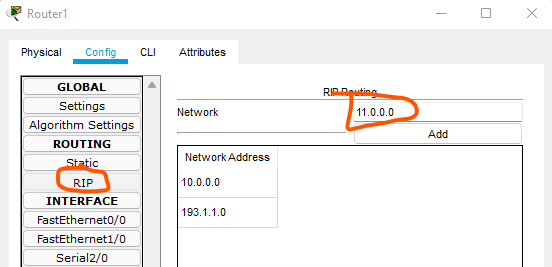 Router1
Physical Config CLI Attributes
GLOBAL
Settings
Algorithm Settings
ROUTING
Static
RIP
INTERFACE
FastEthernet0/0
FastEthernet1/0
Serial2/0
RIP Routing
Network 11.0.0.0
Add
Network Address
10.0.0.0
193.1.1.0